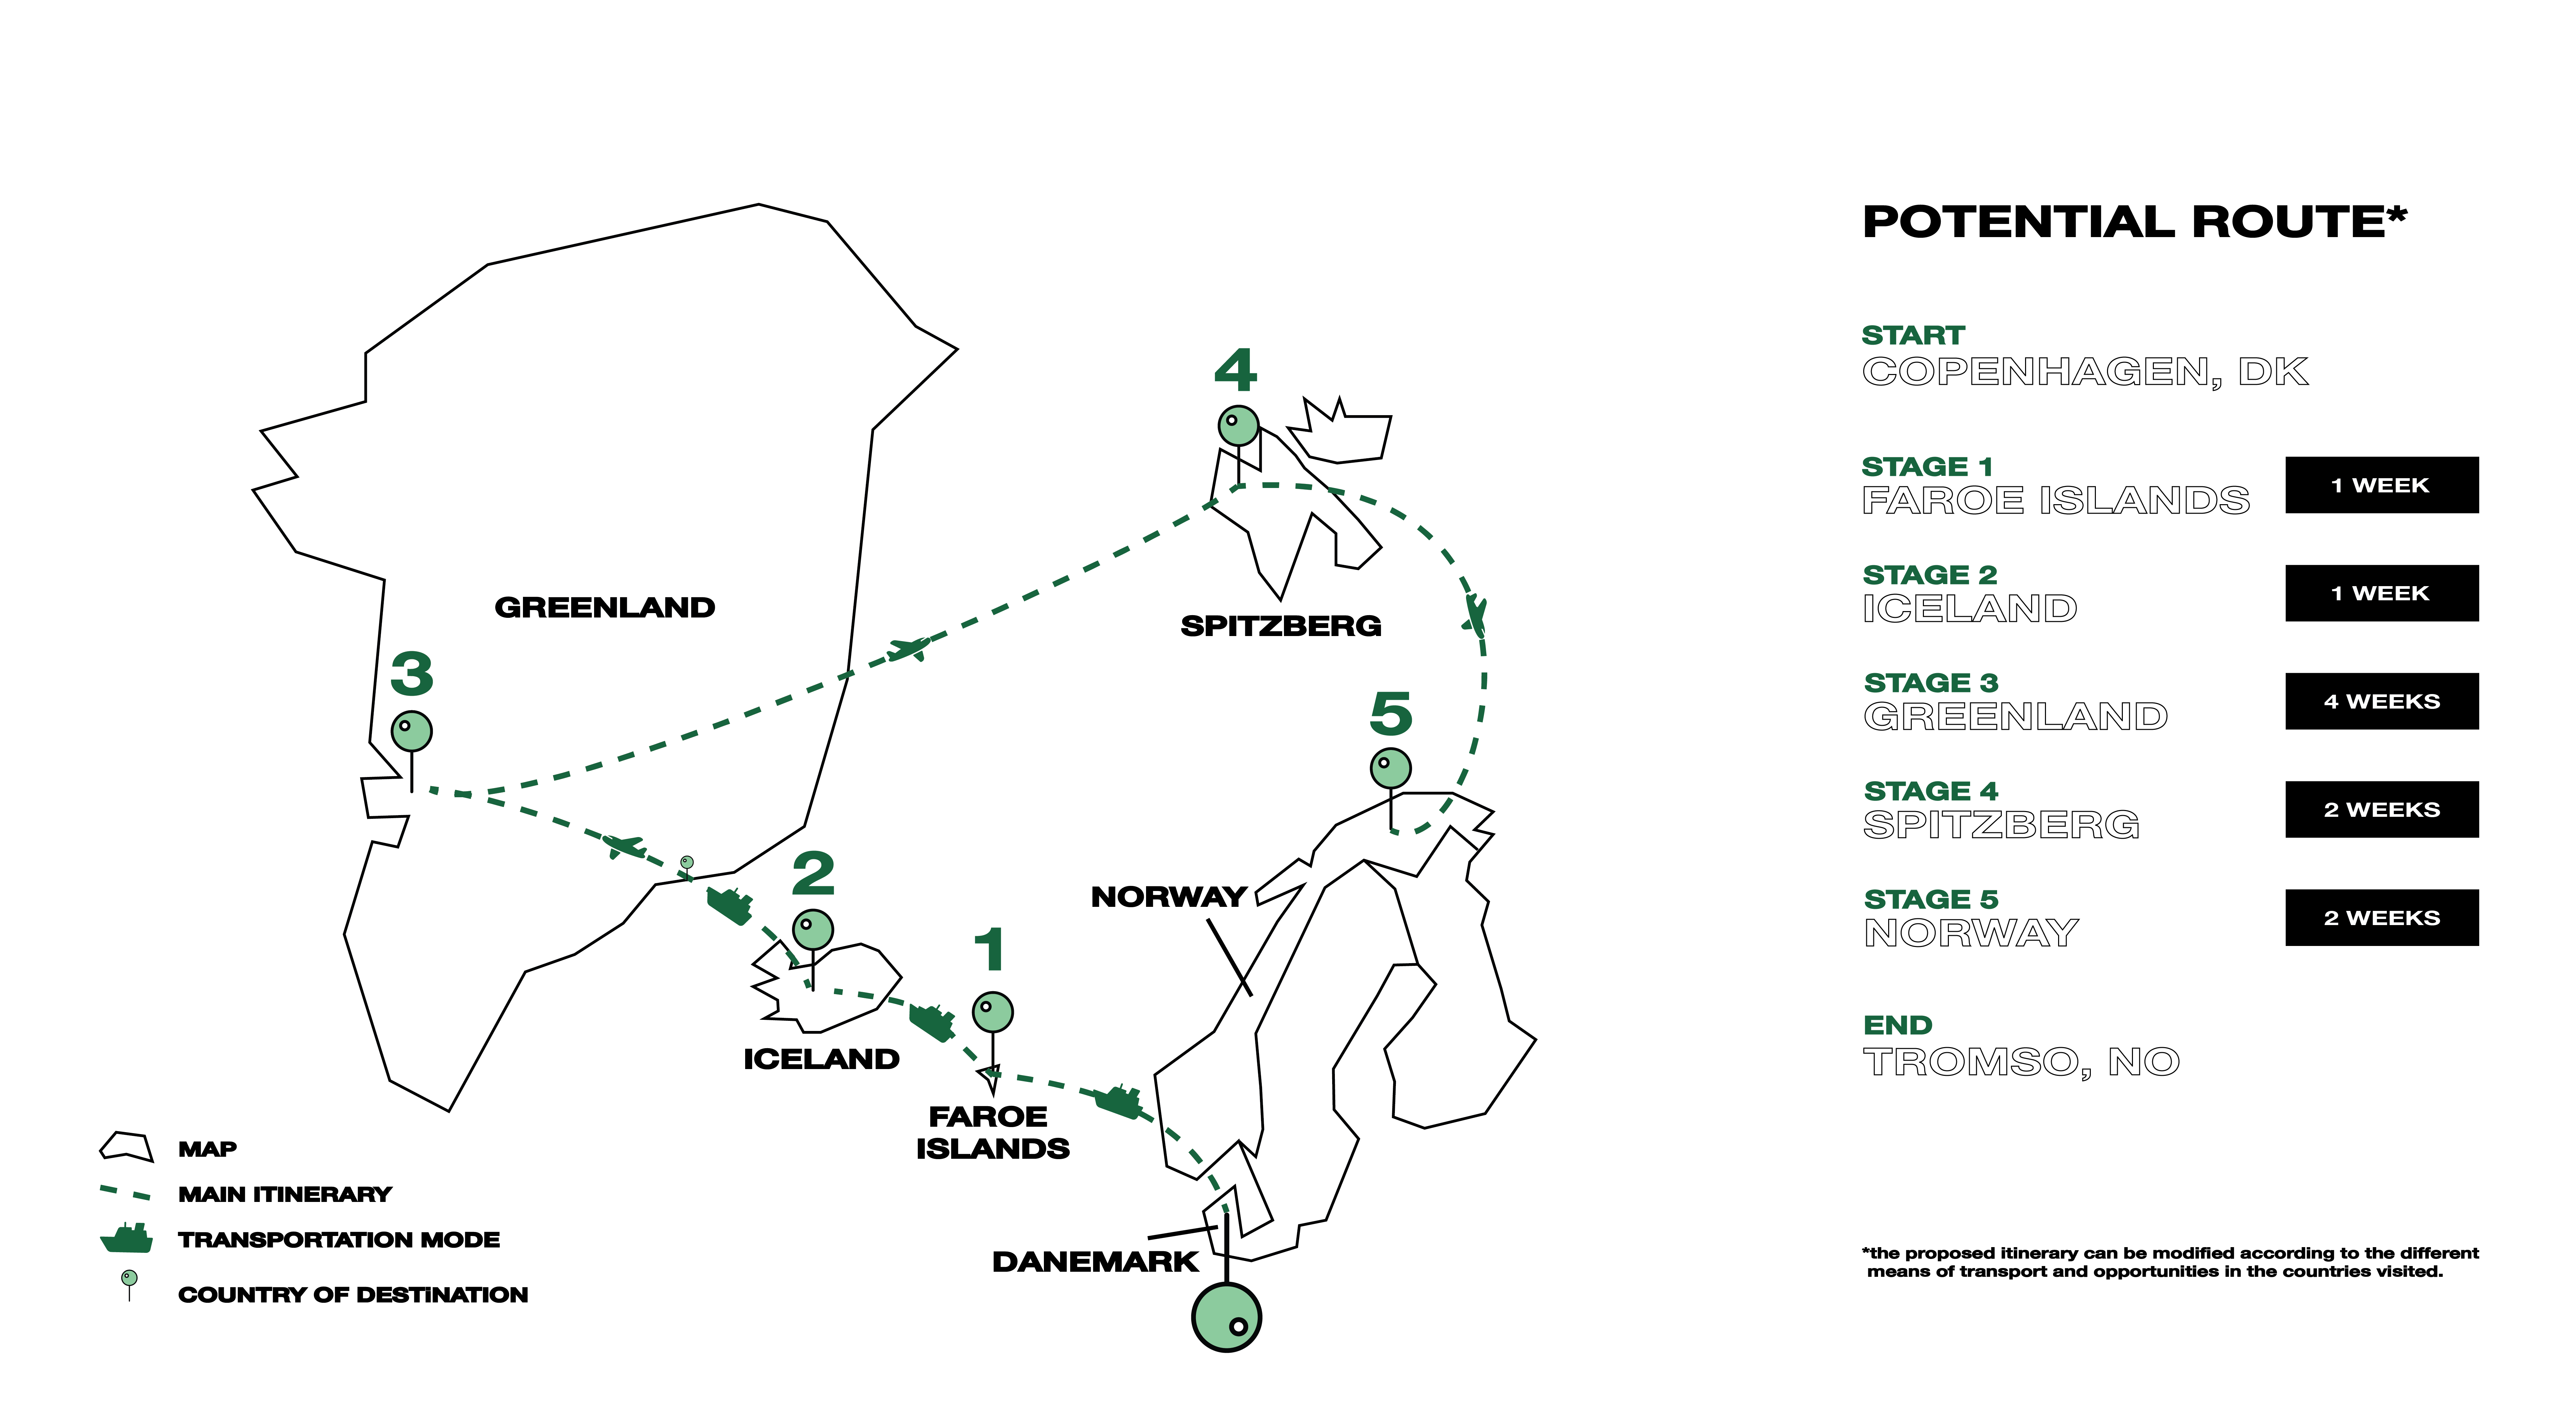 POTENTIAL ROUTE*
START
COPENHAGEN, DK
STAGE 1
FAROE ISLANDS
1 WEEK
STAGE 2
ICELAND
1 WEEK
STAGE 3
GREENLAND
4 WEEKS
STAGE 4
SPITZBERG
2 WEEKS
STAGE 5
NORWAY
2 WEEKS
END
TROMSO, NO
*the proposed itinerary can be modified according to the different
means of transport and opportunities in the countries visited.
4
GREENLAND
SPITZBERG
3
5
2
NORWAY
1
ICELAND
FAROE
ISLANDS
DANEMARK
MAP
MAIN ITINERARY
TRANSPORTATION MODE
COUNTRY OF DESTiNATION